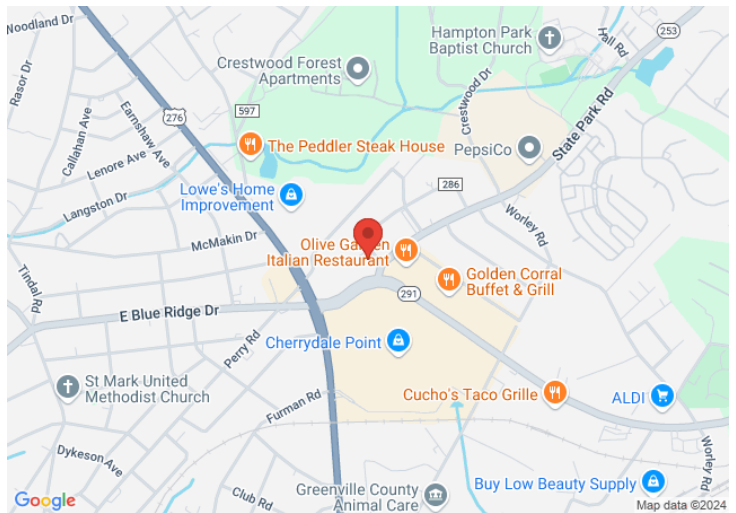 Woodland Dr
Hampton Park
Baptist Church
Hall Rd
253
Crestwood Forest
Apartments
Rasor Dr
Crestwood Dr
State Park Rd
Earnshaw Ave
276
597
Callahan Ave
The Peddler Steak House
PepsiCo
Lenore Ave
286
Langston Dr
Lowe's Home
Improvement
Worley Rd
McMakin Dr
Olive Garden
Italian Restaurant
Tindal Rd
Golden Corral
Buffet & Grill
291
E Blue Ridge Dr
Perry Rd
Cherrydale Point
St Mark United
Methodist Church
Cucho's Taco Grille
ALDI
Furman Rd
Dykeson Ave
Worley Rd
Club Rd
Greenville County
Animal Care
Buy Low Beauty Supply
Google
Map data ©2024